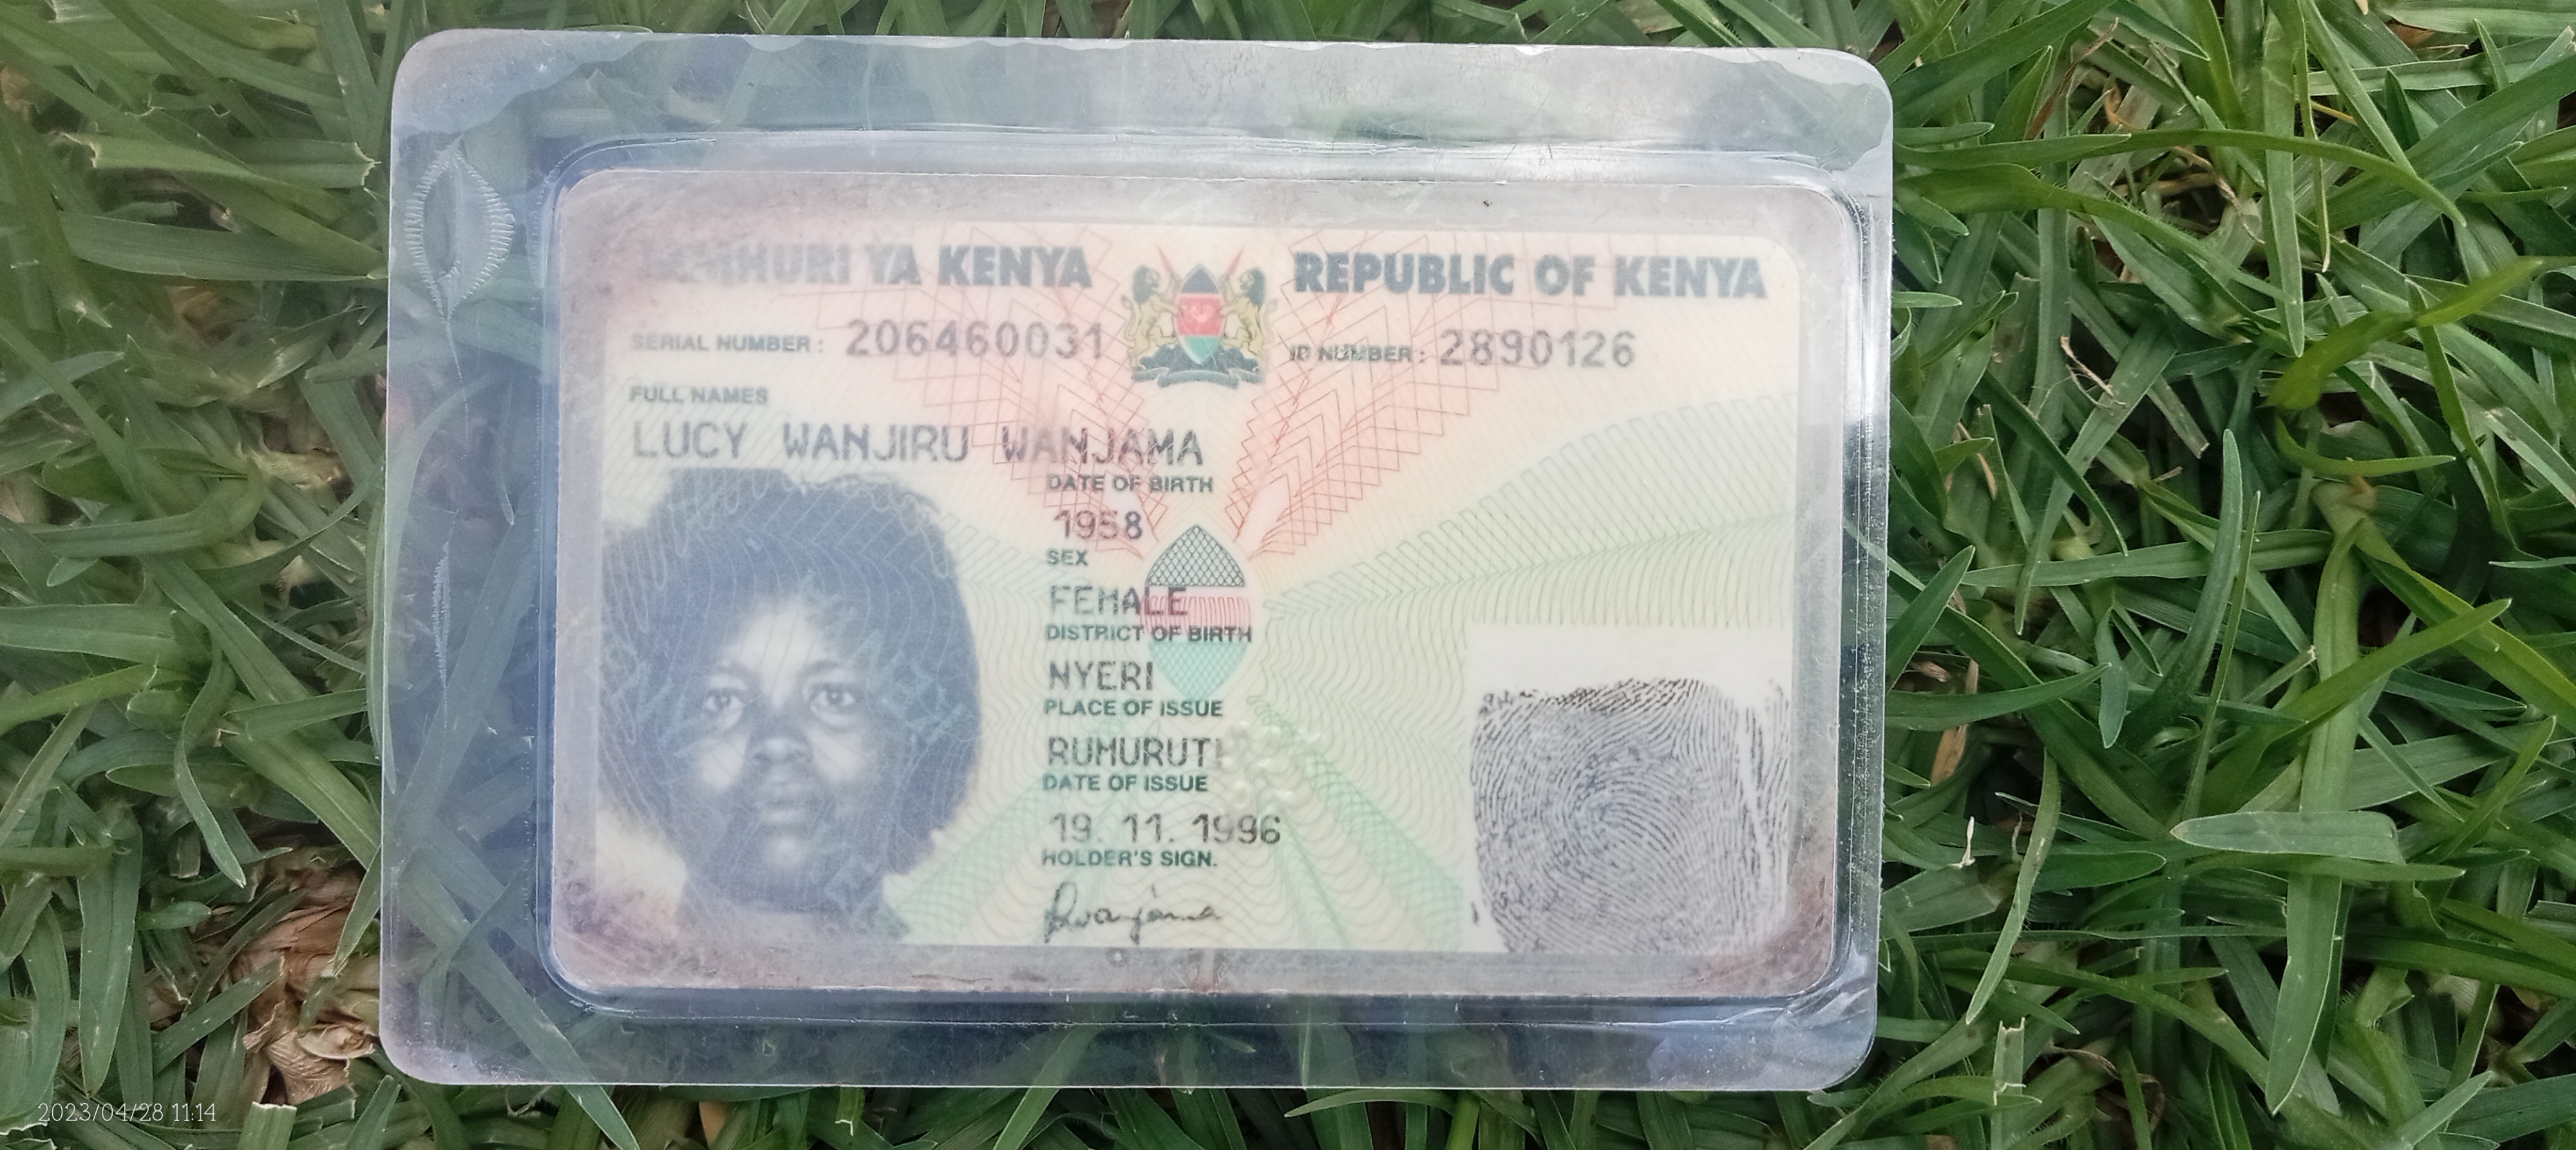 JAMHURI YA KENYA REPUBLIC OF KENYA
SERIAL NUMBER : 206460031 ID NUMBER : 2890126
FULL NAMES
LUCY WANJIRU WANJAMA
DATE OF BIRTH
1958
SEX
FEMALE
DISTRICT OF BIRTH
NYERI
PLACE OF ISSUE
RUMURUTI
DATE OF ISSUE
19. 11. 1996
HOLDER'S SIGN.
Lwanjama
2023/04/28 11:14